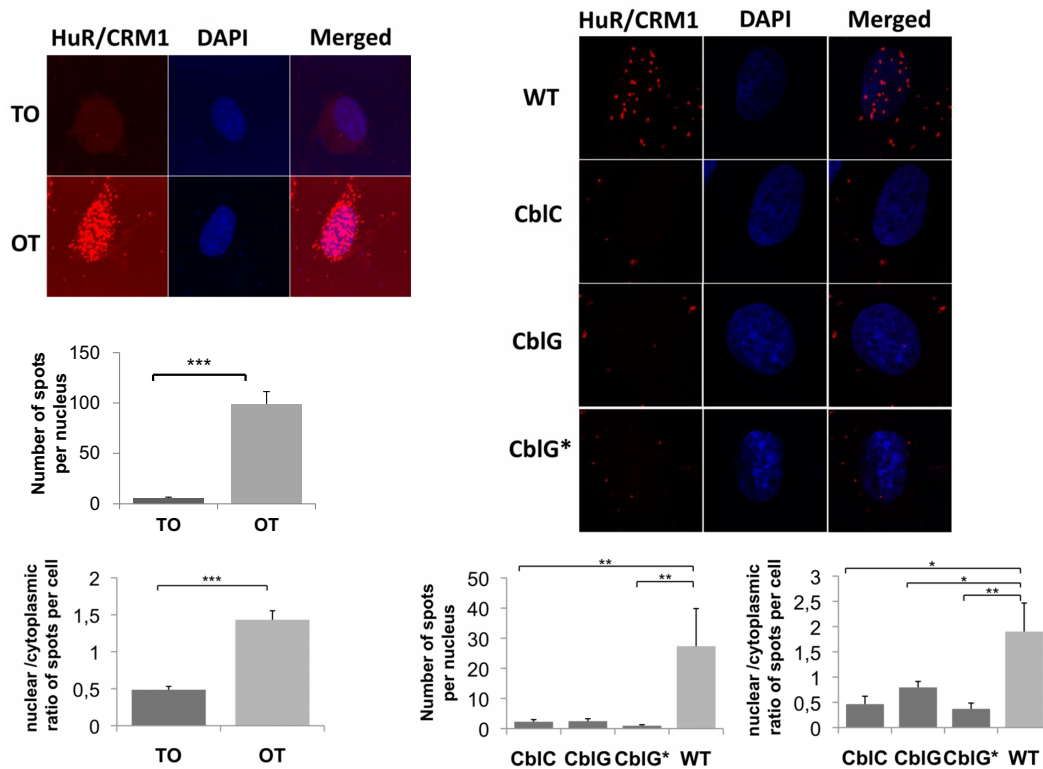 HuR/CRM1 DAPI Merged
TO
OT
HuR/CRM1 DAPI Merged
WT
CblC
CblG
CblG*
Number of spots
per nucleus
150
100
50
0
***
TO OT
nuclear /cytoplasmic
ratio of spots per cell
2
1,5
1
0,5
0
***
TO OT
Number of spots
per nucleus
50
40
30
20
10
0
**
**
CblC CblG CblG* WT
nuclear /cytoplasmic
ratio of spots per cell
3
2,5
2
1,5
1
0,5
0
*
*
**
CblC CblG CblG* WT